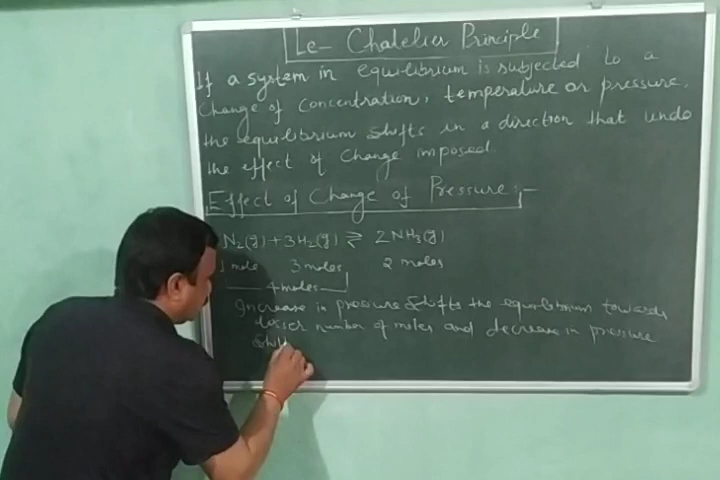 Le- Chatelier Principle
If a system in equilibrium is subjected to a
Change of concentration, temperature or pressure,
the equilibrium shifts in a direction that undo
the effect of change imposed.
Effect of Change of Pressure:-
N₂(g) + 3H₂(g) ⇌ 2NH₃(g)
1 mole 3 moles 2 moles
4 moles
Increase in pressure shifts the equilibrium towards
number of moles and decrease in pressure